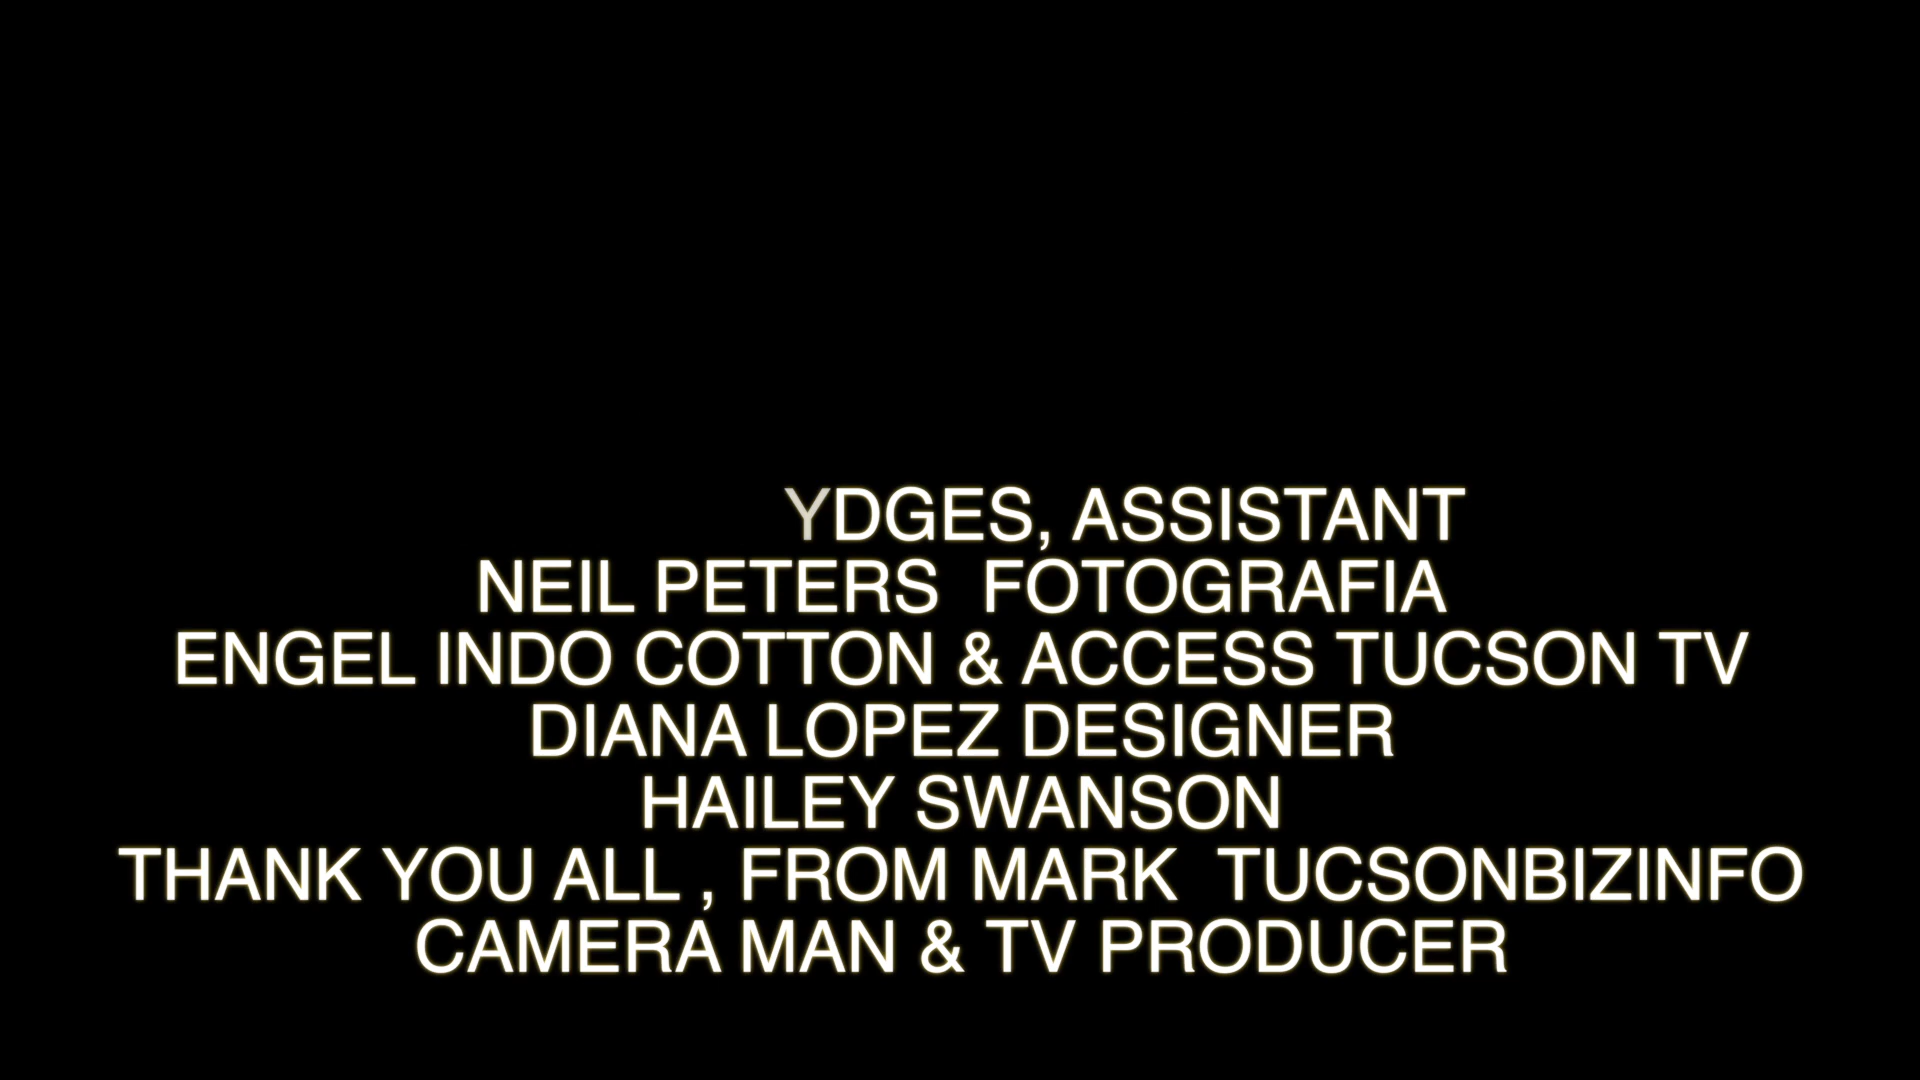 YDGES, ASSISTANT
NEIL PETERS  FOTOGRAFIA
ENGEL INDO COTTON & ACCESS TUCSON TV
DIANA LOPEZ DESIGNER
HAILEY SWANSON
THANK YOU ALL , FROM MARK  TUCSONBIZINFO
CAMERA MAN & TV PRODUCER